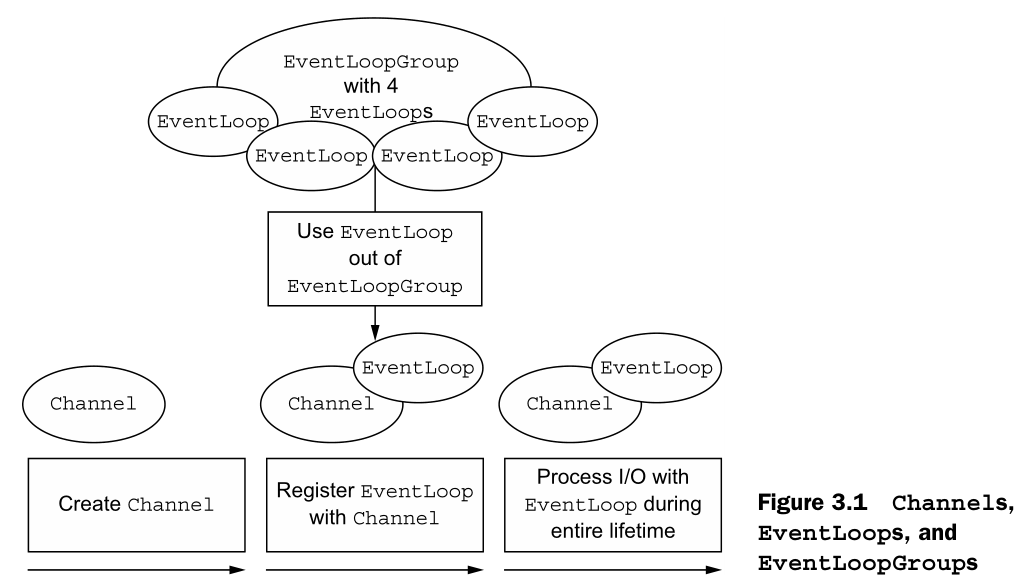 EventLoopGroup
with 4
EventLoops
EventLoop
EventLoop
EventLoop
EventLoop
Use EventLoop
out of
EventLoopGroup
EventLoop
EventLoop
Channel
Channel
Channel
Create Channel
Register EventLoop
with Channel
Process I/O with
EventLoop during
entire lifetime
Figure 3.1 Channels,
EventLoops, and
EventLoopGroups